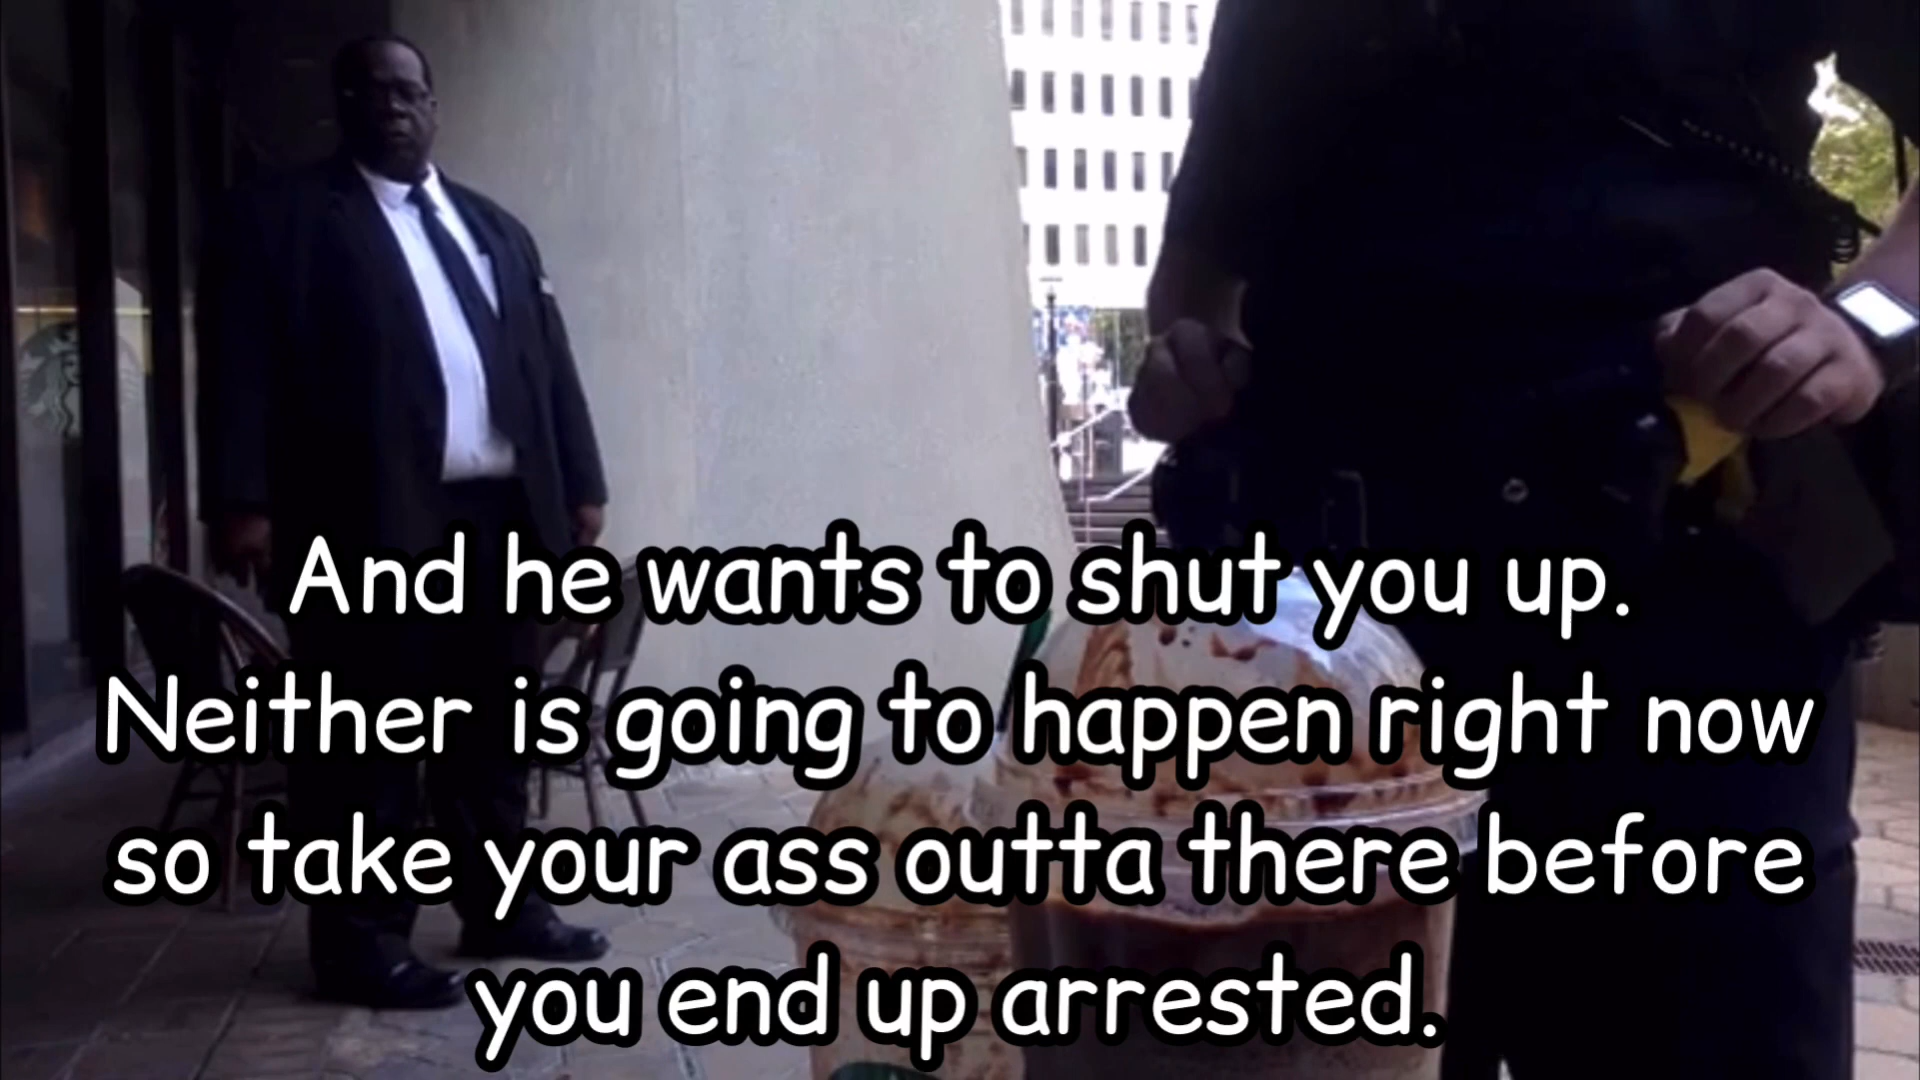 And he wants to shut you up.
Neither is going to happen right now
so take your ass outta there before
you end up arrested.